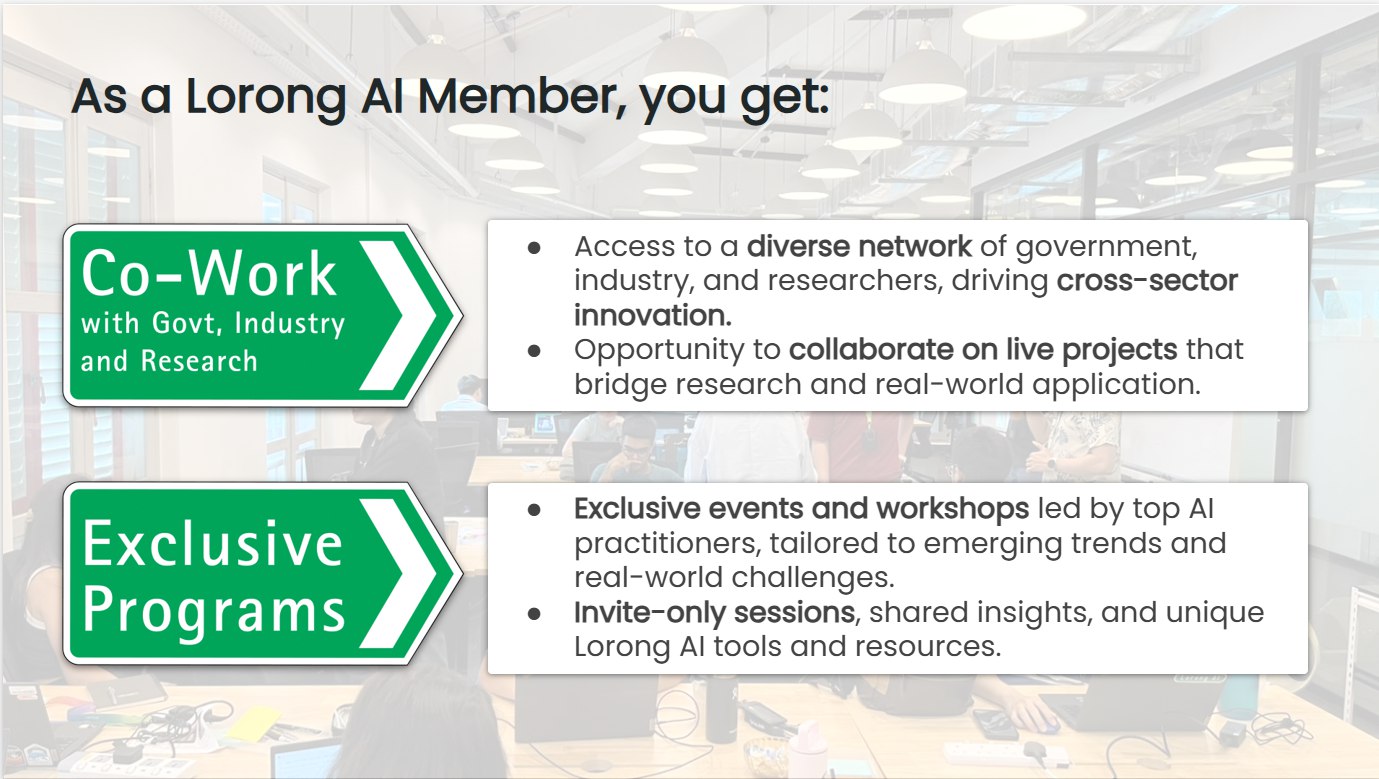 As a Lorong AI Member, you get:
Co-Work
with Govt, Industry
and Research
● Access to a diverse network of government,
industry, and researchers, driving cross-sector
innovation.
● Opportunity to collaborate on live projects that
bridge research and real-world application.
Exclusive
Programs
● Exclusive events and workshops led by top AI
practitioners, tailored to emerging trends and
real-world challenges.
● Invite-only sessions, shared insights, and unique
Lorong AI tools and resources.